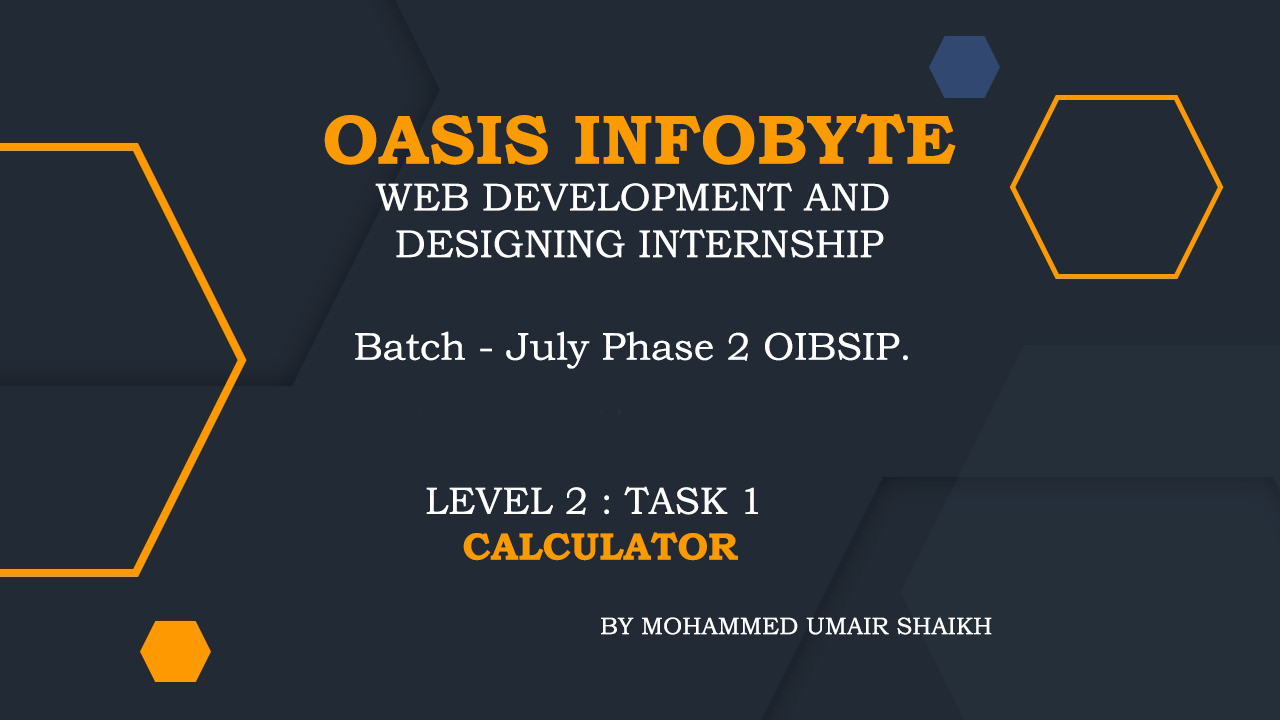 OASIS INFOBYTE
WEB DEVELOPMENT AND
DESIGNING INTERNSHIP
Batch - July Phase 2 OIBSIP.
LEVEL 2 : TASK 1
CALCULATOR
BY MOHAMMED UMAIR SHAIKH